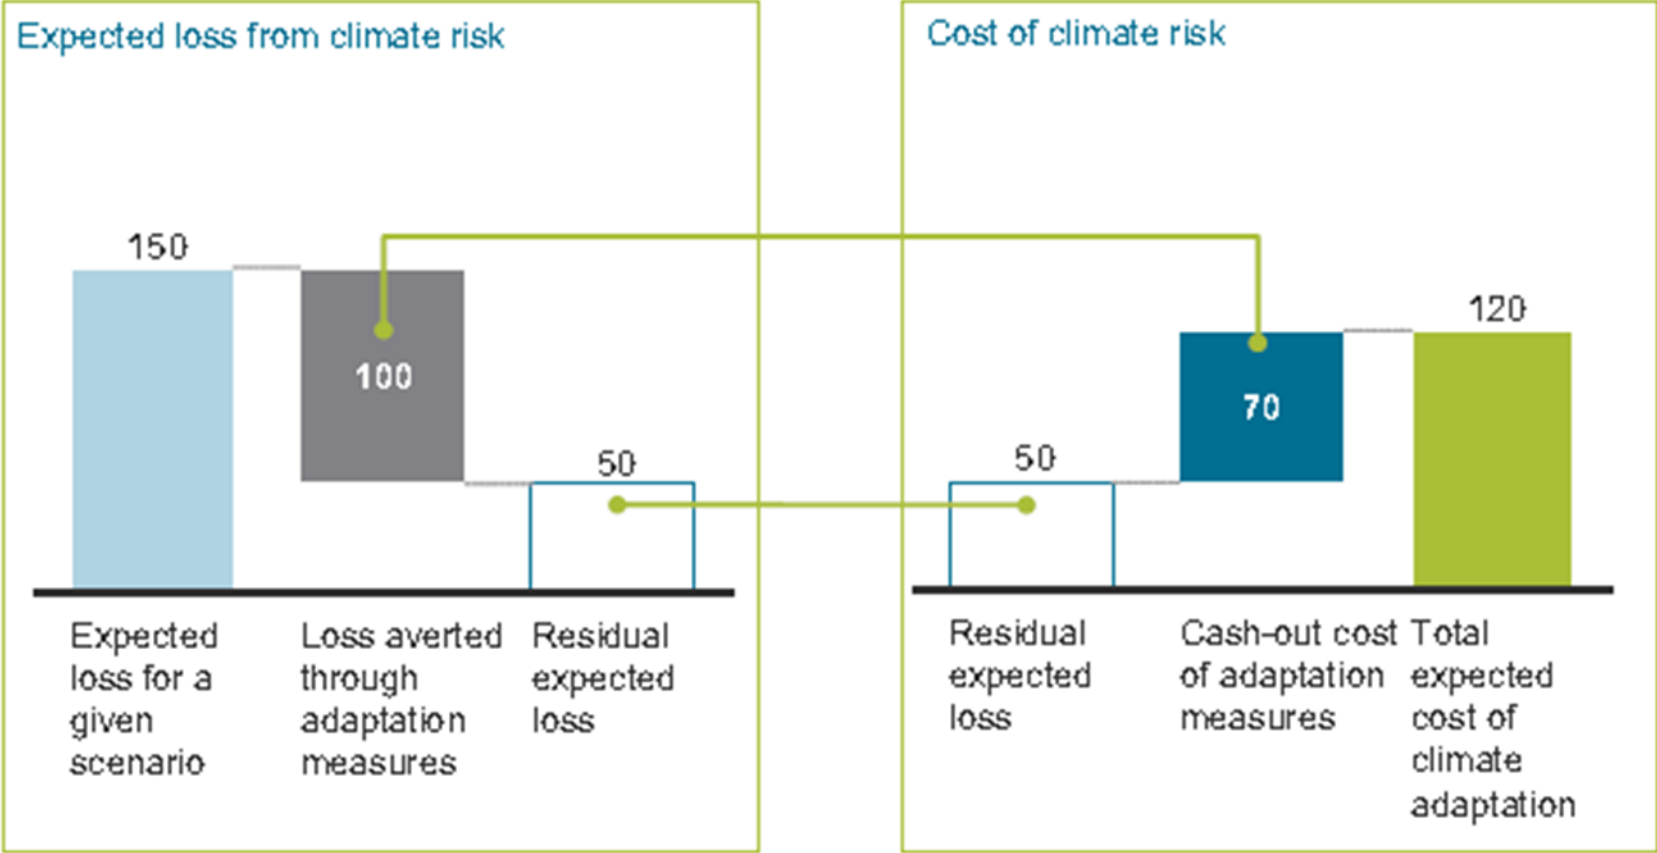 Expected loss from climate risk
150
100
50
Expected
loss for a
given
scenario
Loss averted
through
adaptation
measures
Residual
expected
loss
Cost of climate risk
50
70
120
Residual
expected
loss
Cash-out cost
of adaptation
measures
Total
expected
cost of
climate
adaptation